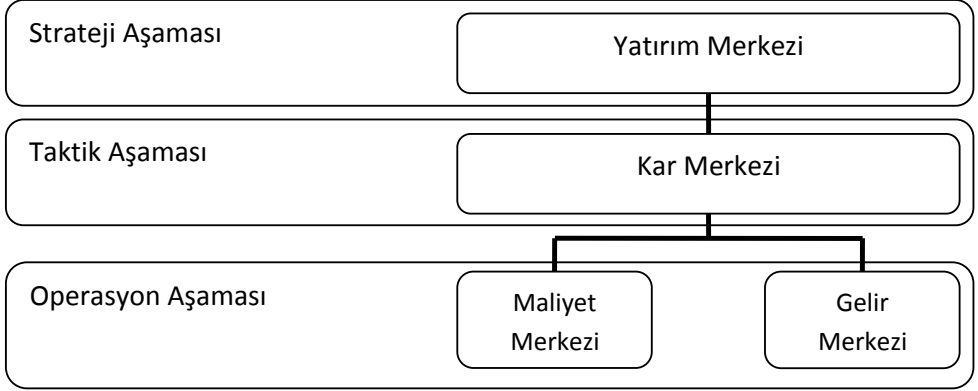 Strateji Aşaması
Yatırım Merkezi
Taktik Aşaması
Kar Merkezi
Operasyon Aşaması
Maliyet
Merkezi
Gelir
Merkezi